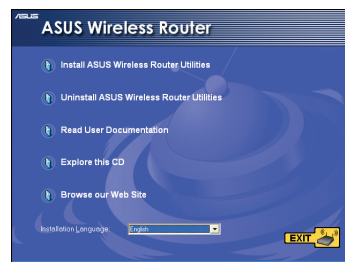 ASUS
ASUS Wireless Router
Install ASUS Wireless Router Utilities
Uninstall ASUS Wireless Router Utilities
Read User Documentation
Explore this CD
Browse our Web Site
Installation Language: English
EXIT